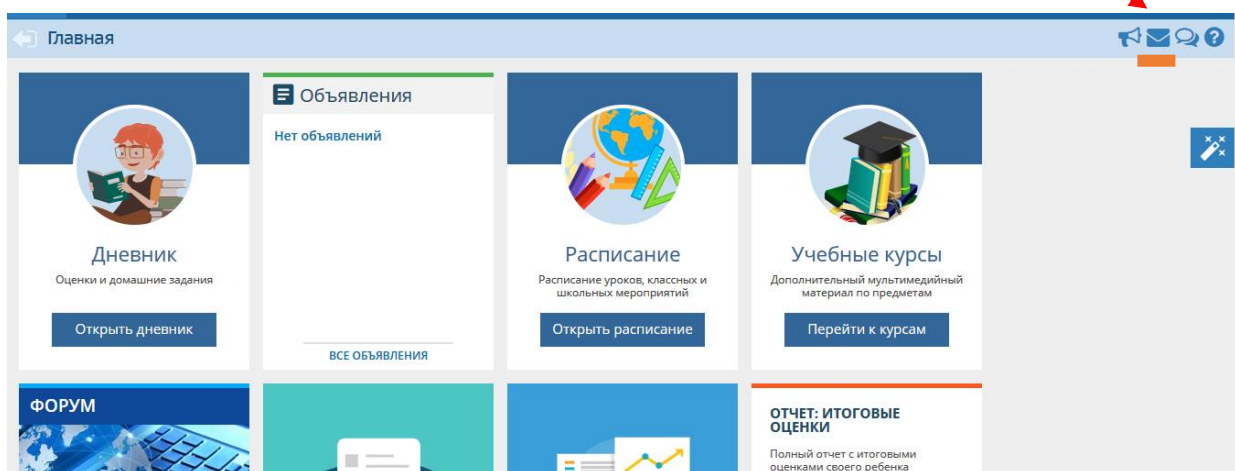 Главная
Дневник
Оценки и домашние задания
Открыть дневник
Объявления
Нет объявлений
ВСЕ ОБЪЯВЛЕНИЯ
Расписание
Расписание уроков, классных и
школьных мероприятий
Открыть расписание
Учебные курсы
Дополнительный мультимедийный
материал по предметам
Перейти к курсам
ФОРУМ
ОТЧЕТ: ИТОГОВЫЕ
ОЦЕНКИ
Полный отчет с итоговыми
оценками своего ребенка